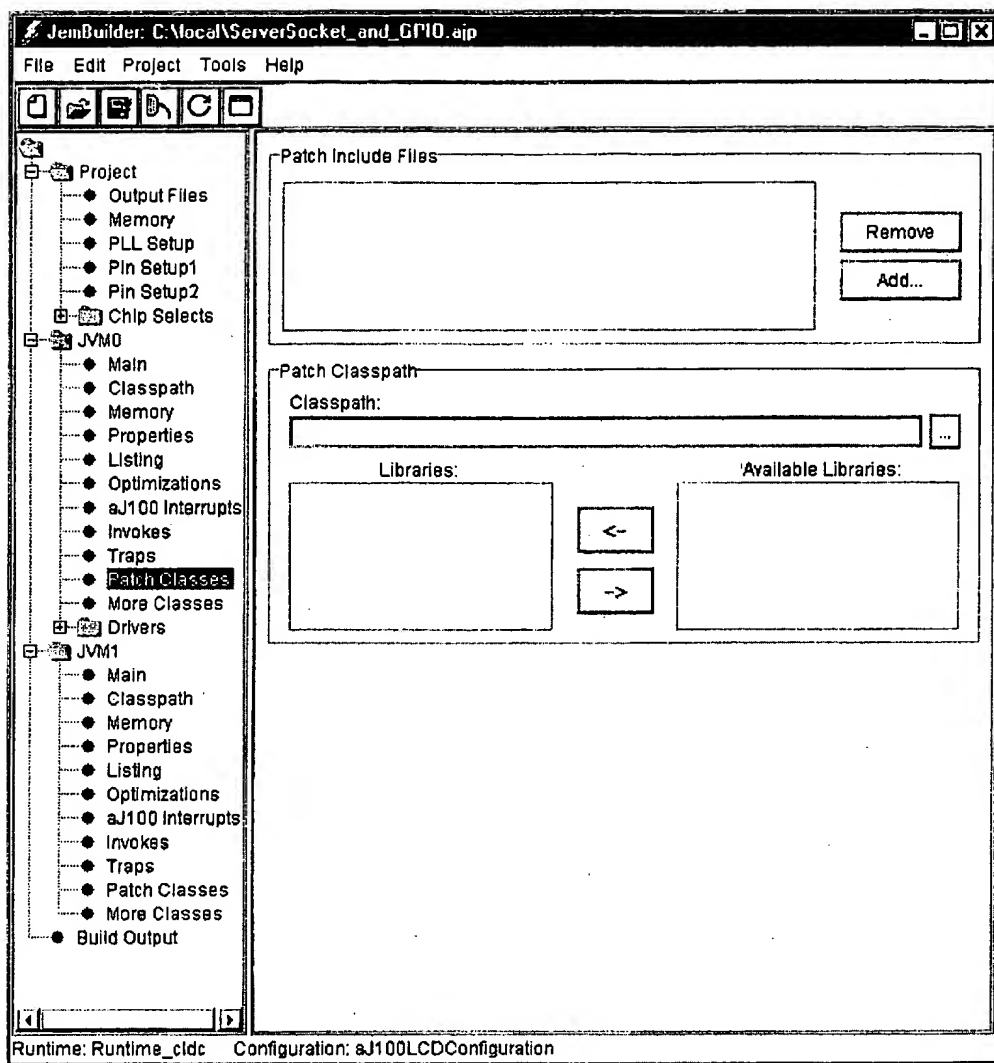 JemBuilder: C:\local\ServerSocket_and_GPIO.ajp
File Edit Project Tools Help
Project
Output Files
Memory
PLL Setup
Pin Setup1
Pin Setup2
Chip Selects
JVM0
Main
Classpath
Memory
Properties
Listing
Optimizations
aJ100 Interrupts
Invokes
Traps
Patch Classes
More Classes
Drivers
JVM1
Main
Classpath
Memory
Properties
Listing
Optimizations
aJ100 Interrupts
Invokes
Traps
Patch Classes
More Classes
Build Output
Patch Include Files
Remove
Add...
Patch Classpath
Classpath:
...
Libraries:
Available Libraries:
<-
->
Runtime: Runtime_cldc Configuration: aJ100LCDConfiguration